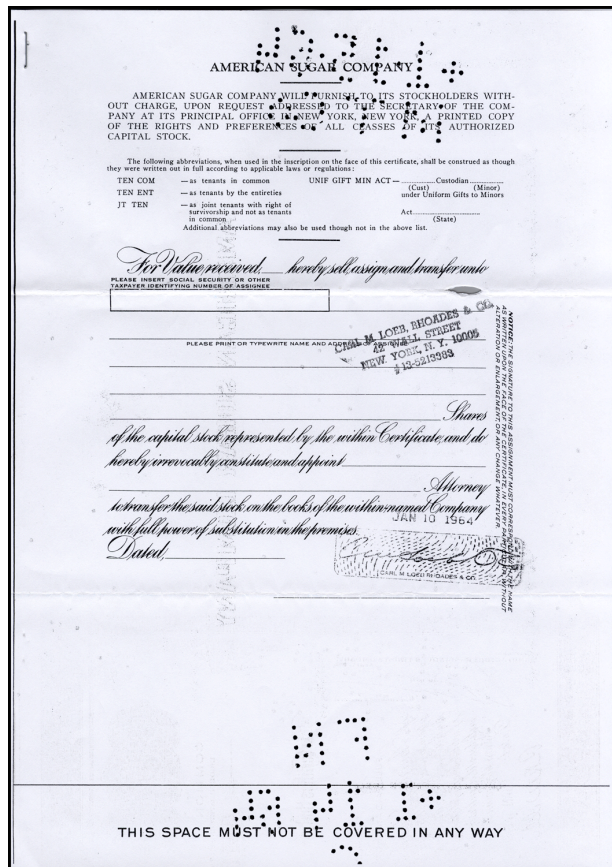 AMERICAN SUGAR COMPANY
AMERICAN SUGAR COMPANY WILL FURNISH TO ITS STOCKHOLDERS WITH-
OUT CHARGE, UPON REQUEST ADDRESSED TO THE SECRETARY OF THE COM-
PANY AT ITS PRINCIPAL OFFICE IN NEW YORK, NEW YORK, A PRINTED COPY
OF THE RIGHTS AND PREFERENCES OF ALL CLASSES OF ITS AUTHORIZED
CAPITAL STOCK.
The following abbreviations, when used in the inscription on the face of this certificate, shall be construed as though
they were written out in full according to applicable laws or regulations:
TEN COM —as tenants in common
TEN ENT —as tenants by the entireties
JT TEN —as joint tenants with right of
survivorship and not as tenants
in common
UNIF GIFT MIN ACT— Custodian
(Cust) (Minor)
under Uniform Gifts to Minors
Act
(State)
Additional abbreviations may also be used though not in the above list.
For Value received, hereby sell, assign and transfer unto
PLEASE INSERT SOCIAL SECURITY OR OTHER
TAXPAYER IDENTIFYING NUMBER OF ASSIGNEE
CARL M. LOEB, RHOADES & CO.
42 WALL STREET
NEW YORK, N. Y. 10005
# 13-5213983
PLEASE PRINT OR TYPEWRITE NAME AND ADDRESS OF ASSIGNEE
Shares
of the capital stock represented by the within Certificate, and do
hereby irrevocably constitute and appoint
Attorney
to transfer the said stock on the books of the within-named Company
with full power of substitution in the premises.
JAN 10 1964
Dated,
CARL M LOEB RHOADES & CO.
NOTICE: THE SIGNATURE TO THIS ASSIGNMENT MUST CORRESPOND WITH THE NAME
AS WRITTEN UPON THE FACE OF THE CERTIFICATE, IN EVERY PARTICULAR, WITHOUT
ALTERATION OR ENLARGEMENT, OR ANY CHANGE WHATEVER.
THIS SPACE MUST NOT BE COVERED IN ANY WAY